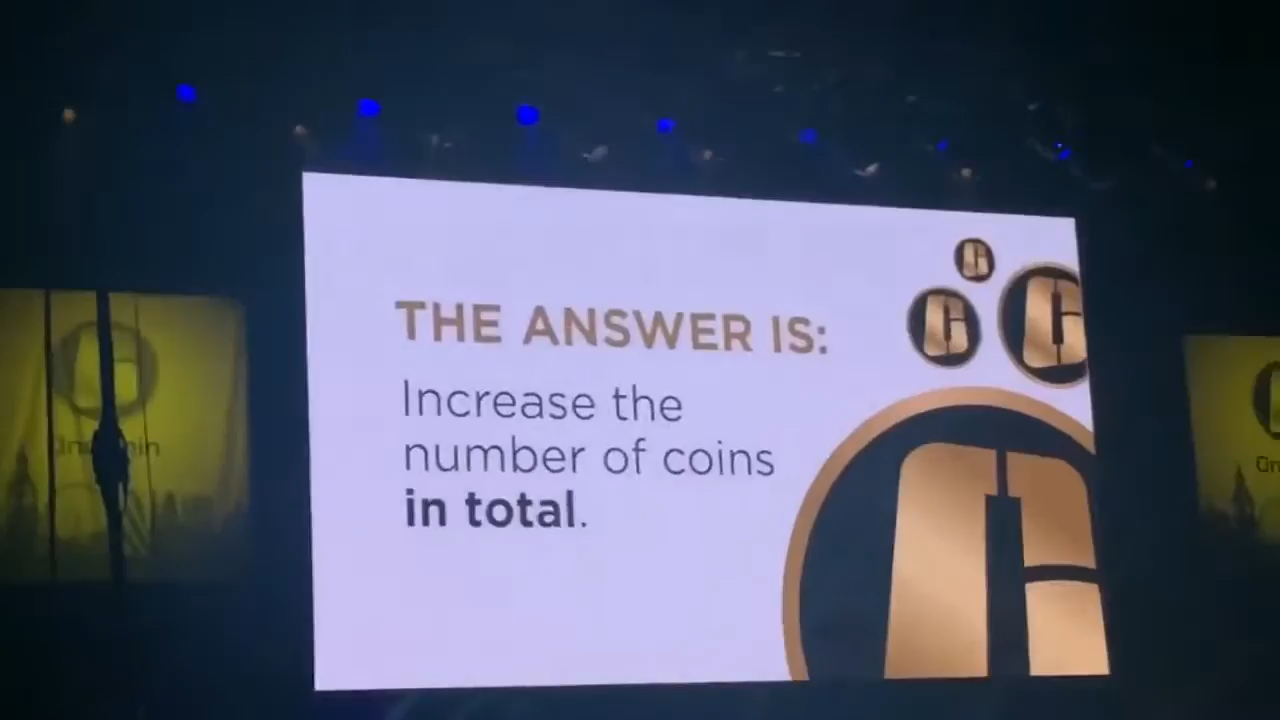 THE ANSWER IS:
Increase the
number of coins
in total.